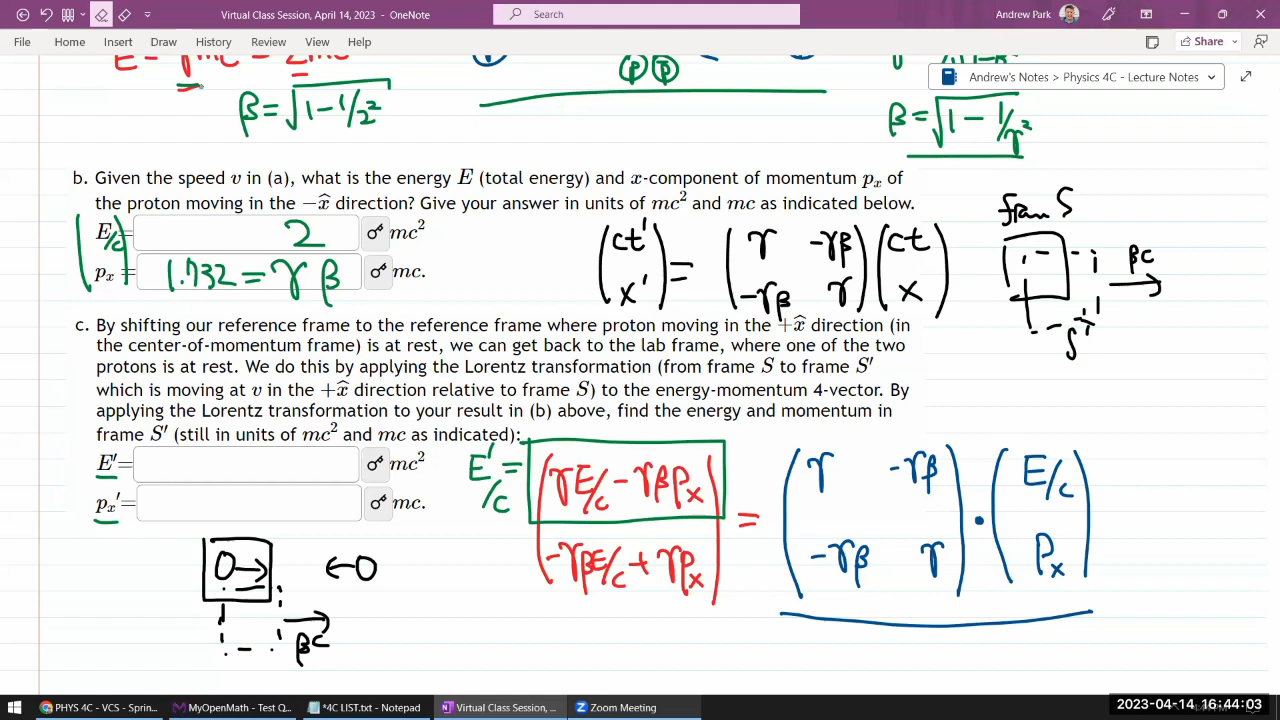 Virtual Class Session, April 14, 2023 - OneNote
Search
Andrew Park
File Home Insert Draw History Review View Help
Share
Andrew's Notes > Physics 4C - Lecture Notes
E = γmc = 2mc
p p
β = √1 - 1/2²
β = √1 - 1/γ²
b. Given the speed v in (a), what is the energy E (total energy) and x-component of momentum pₓ of
the proton moving in the −x̂ direction? Give your answer in units of mc² and mc as indicated below.
E/c = 2 mc²
pₓ = 1.732 = γ β mc.
(ct' x') = (γ -γβ -γβ γ) (ct x)
fram S
βc
S'
c. By shifting our reference frame to the reference frame where proton moving in the +x̂ direction (in
the center-of-momentum frame) is at rest, we can get back to the lab frame, where one of the two
protons is at rest. We do this by applying the Lorentz transformation (from frame S to frame S′
which is moving at v in the +x̂ direction relative to frame S) to the energy-momentum 4-vector. By
applying the Lorentz transformation to your result in (b) above, find the energy and momentum in
frame S′ (still in units of mc² and mc as indicated):
E′= mc²
pₓ′= mc.
E'/c = (γE/c - γβpₓ -γβE/c + γpₓ) = (γ -γβ -γβ γ) · (E/c pₓ)
βc
PHYS 4C - VCS - Sprin...
MyOpenMath - Test Q...
*4C LIST.txt - Notepad
Virtual Class Session,...
Zoom Meeting
2023-04-14 16:44:03